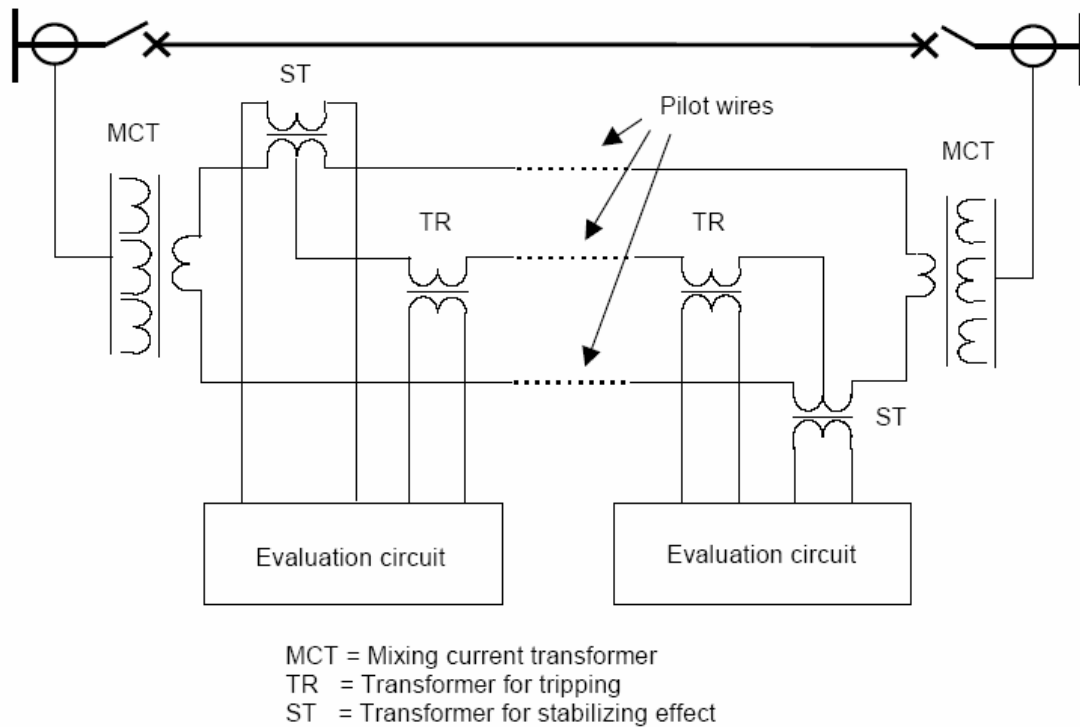 ST
Pilot wires
MCT
MCT
TR
TR
ST
Evaluation circuit
Evaluation circuit
MCT = Mixing current transformer
TR = Transformer for tripping
ST = Transformer for stabilizing effect